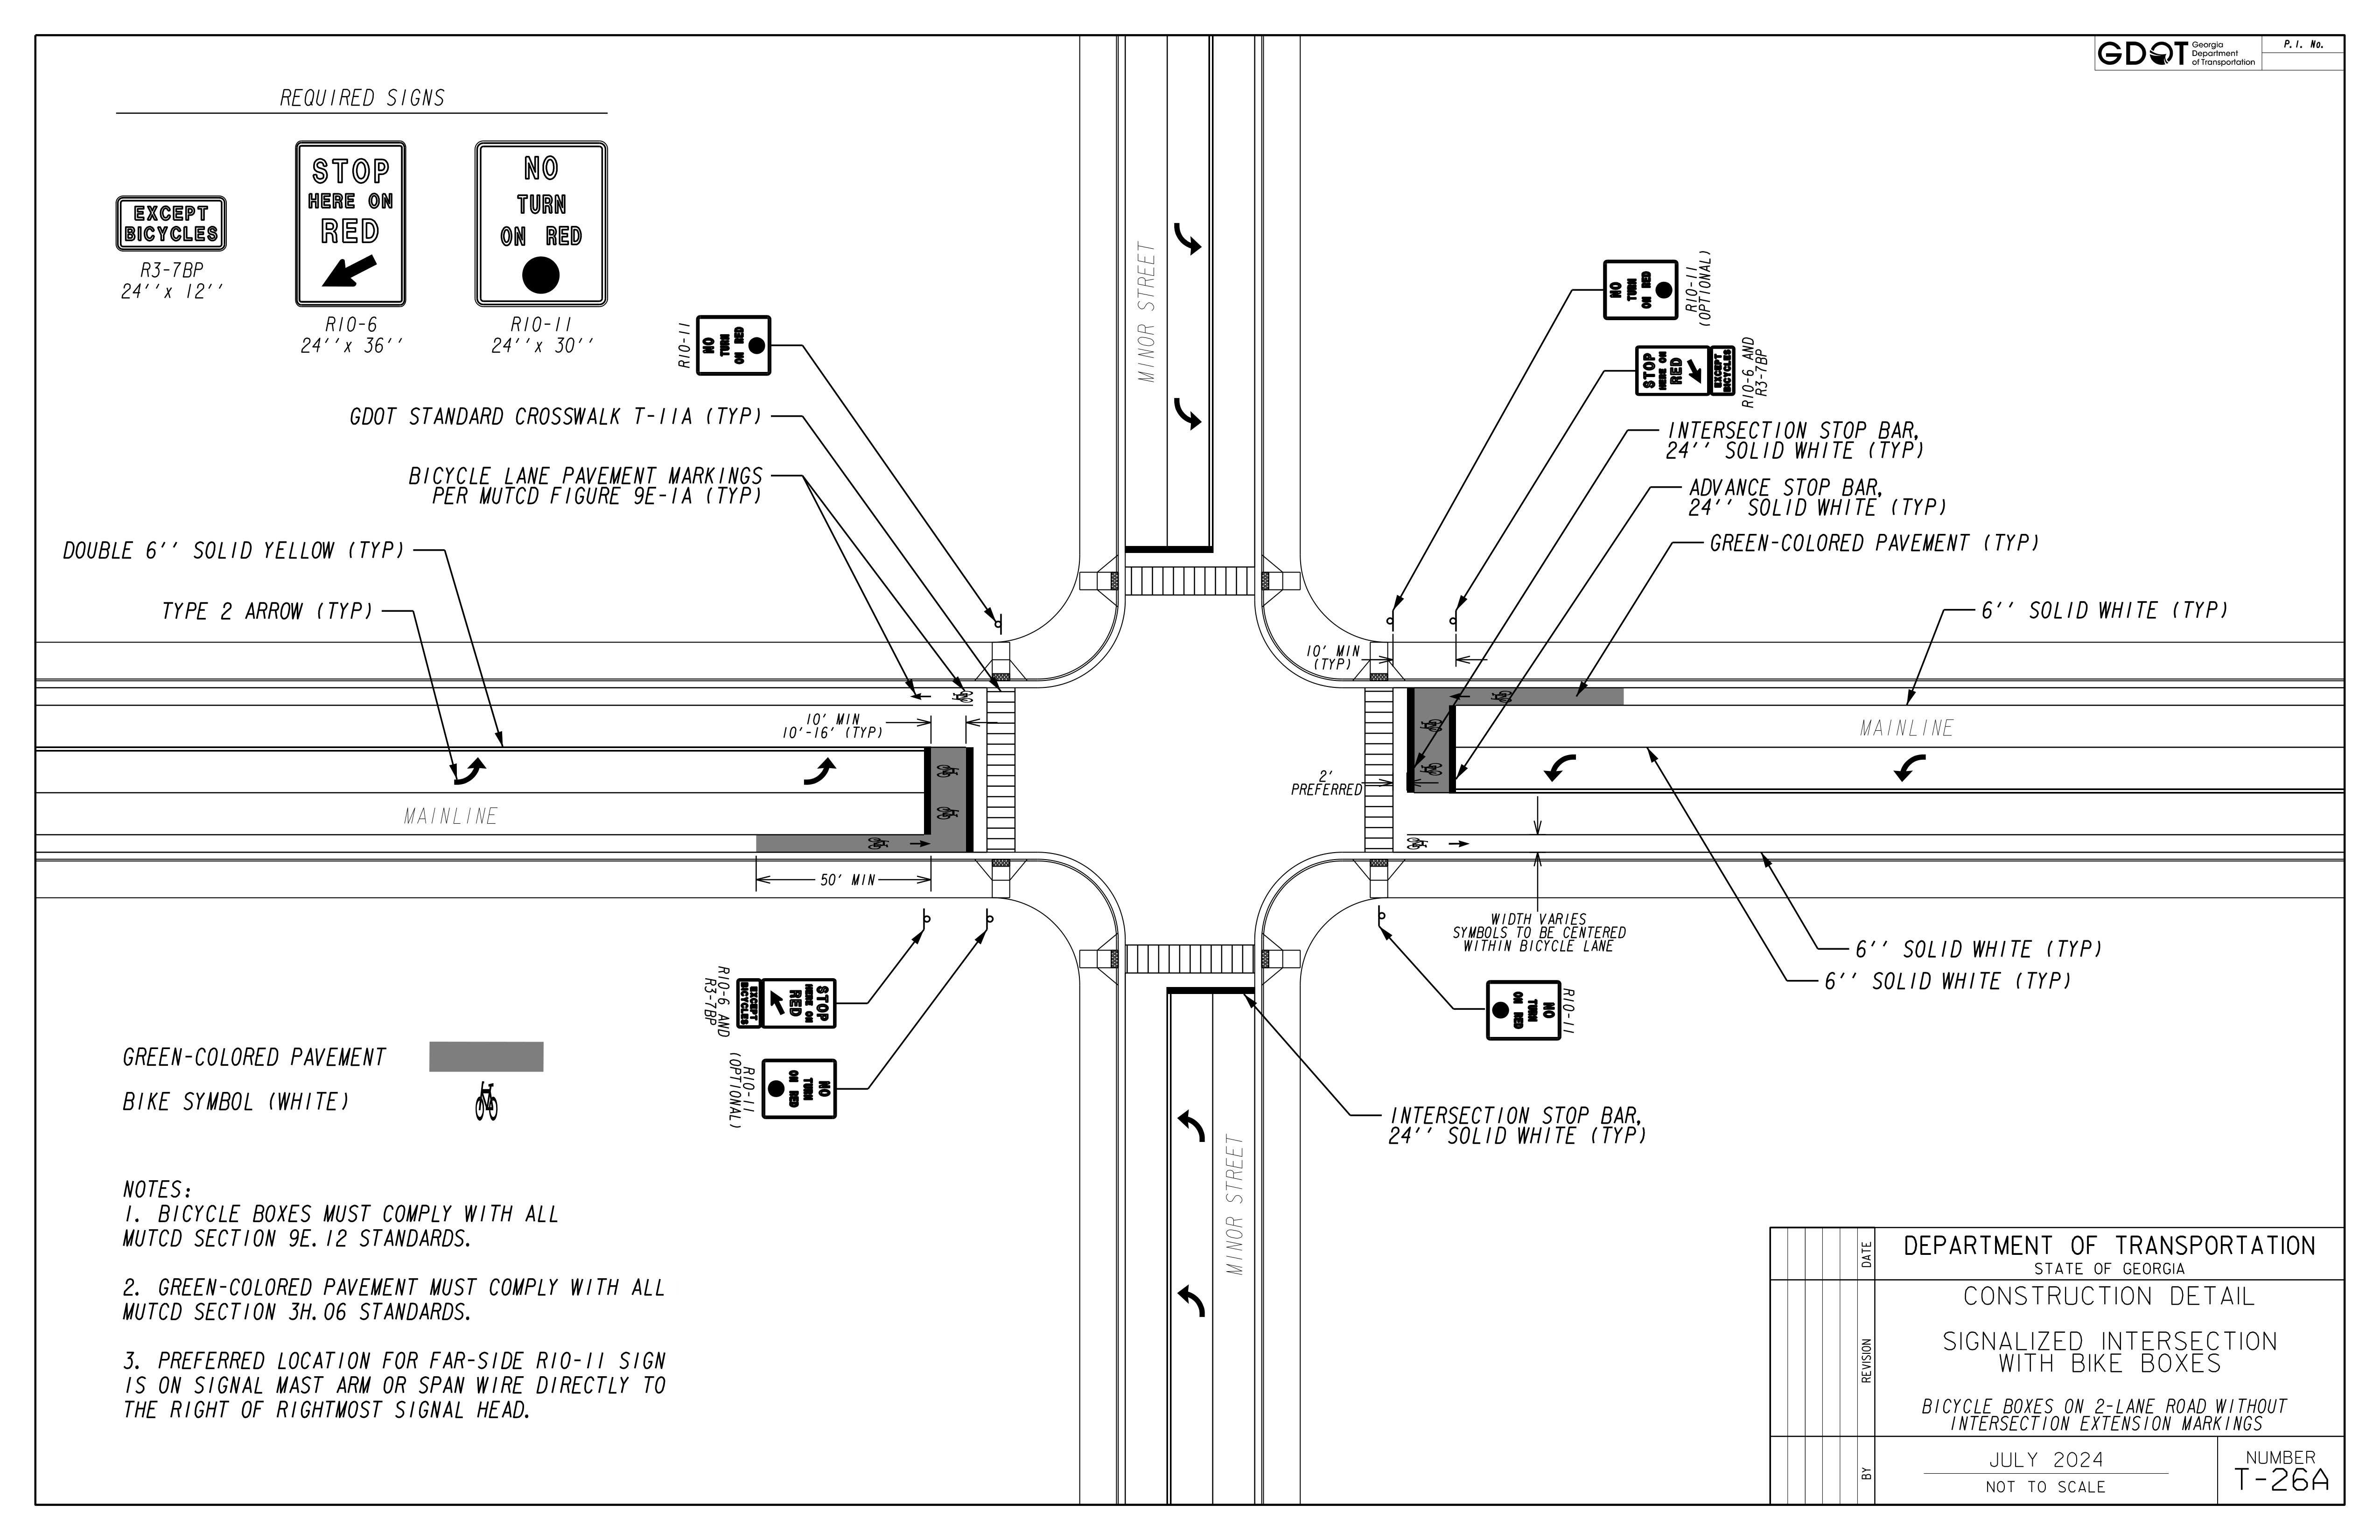 GDOT
Georgia
Department
of Transportation
P.I. No.
REQUIRED SIGNS
EXCEPT
BICYCLES
R3-7BP
24''x 12''
STOP
HERE ON
RED
R10-6
24''x 36''
NO
TURN
ON RED
R10-11
24''x 30''
R10-11
NO
TURN
ON RED
GDOT STANDARD CROSSWALK T-11A (TYP)
BICYCLE LANE PAVEMENT MARKINGS
PER MUTCD FIGURE 9E-1A (TYP)
DOUBLE 6'' SOLID YELLOW (TYP)
TYPE 2 ARROW (TYP)
MINOR STREET
NO
TURN
ON RED
R10-11
(OPTIONAL)
STOP
HERE ON
RED
EXCEPT
BICYCLES
R10-6 AND
R3-7BP
INTERSECTION STOP BAR,
24'' SOLID WHITE (TYP)
ADVANCE STOP BAR,
24'' SOLID WHITE (TYP)
GREEN-COLORED PAVEMENT (TYP)
6'' SOLID WHITE (TYP)
10' MIN
(TYP)
10' MIN
10'-16' (TYP)
MAINLINE
2'
PREFERRED
MAINLINE
50' MIN
WIDTH VARIES
SYMBOLS TO BE CENTERED
WITHIN BICYCLE LANE
6'' SOLID WHITE (TYP)
6'' SOLID WHITE (TYP)
R10-6 AND
R3-7BP
STOP
HERE ON
RED
EXCEPT
BICYCLES
R10-11
(OPTIONAL)
NO
TURN
ON RED
NO
TURN
ON RED
R10-11
INTERSECTION STOP BAR,
24'' SOLID WHITE (TYP)
MINOR STREET
GREEN-COLORED PAVEMENT
BIKE SYMBOL (WHITE)
NOTES:
1. BICYCLE BOXES MUST COMPLY WITH ALL
MUTCD SECTION 9E.12 STANDARDS.
2. GREEN-COLORED PAVEMENT MUST COMPLY WITH ALL
MUTCD SECTION 3H.06 STANDARDS.
3. PREFERRED LOCATION FOR FAR-SIDE R10-11 SIGN
IS ON SIGNAL MAST ARM OR SPAN WIRE DIRECTLY TO
THE RIGHT OF RIGHTMOST SIGNAL HEAD.
DATE
REVISION
BY
DEPARTMENT OF TRANSPORTATION
STATE OF GEORGIA
CONSTRUCTION DETAIL
SIGNALIZED INTERSECTION
WITH BIKE BOXES
BICYCLE BOXES ON 2-LANE ROAD WITHOUT
INTERSECTION EXTENSION MARKINGS
JULY 2024
NOT TO SCALE
NUMBER
T-26A